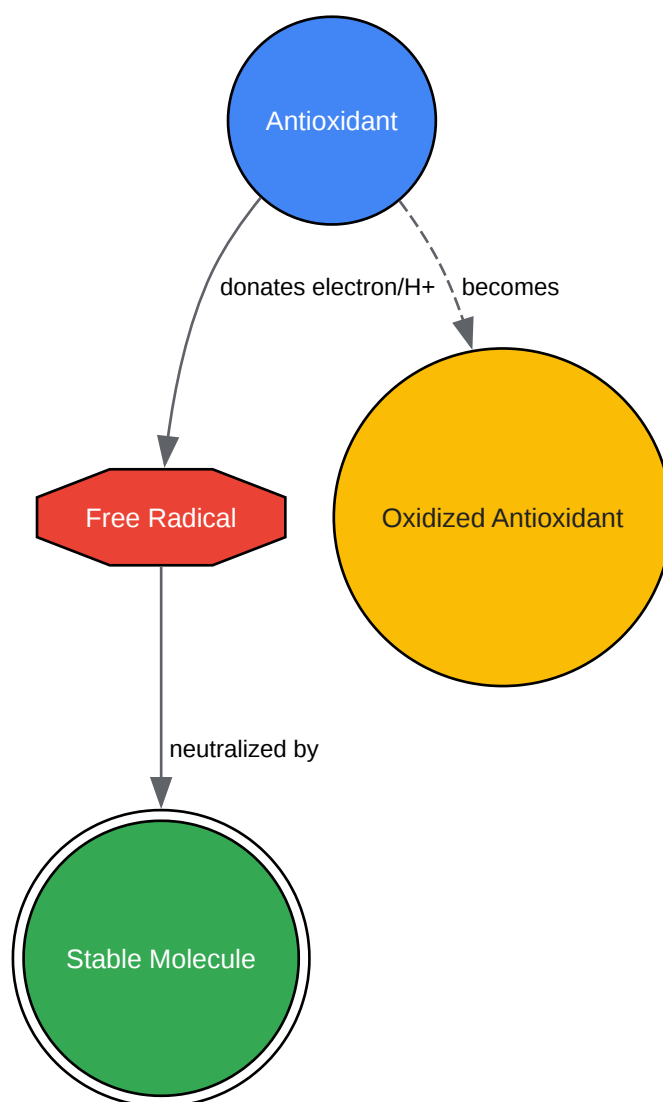 Antioxidant
donates electron/H+
becomes
Free Radical
Oxidized Antioxidant
neutralized by
Stable Molecule